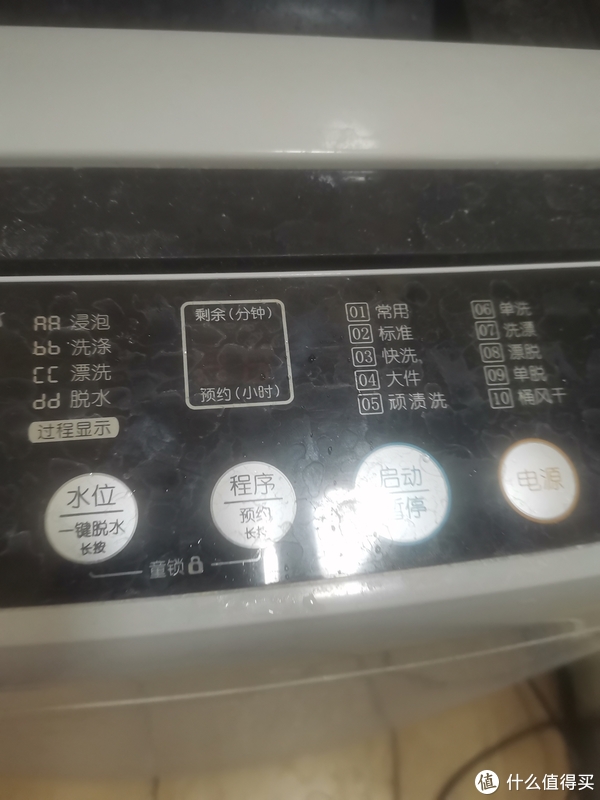 AA 浸泡
bb 洗涤
CC 漂洗
dd 脱水
过程显示
剩余(分钟)
预约(小时)
01 常用
02 标准
03 快洗
04 大件
05 顽渍洗
06 单洗
07 洗漂
08 漂脱
09 单脱
10 桶风干
水位
一键脱水
长按
程序
预约
长按
启动
暂停
电源
童锁
值 什么值得买